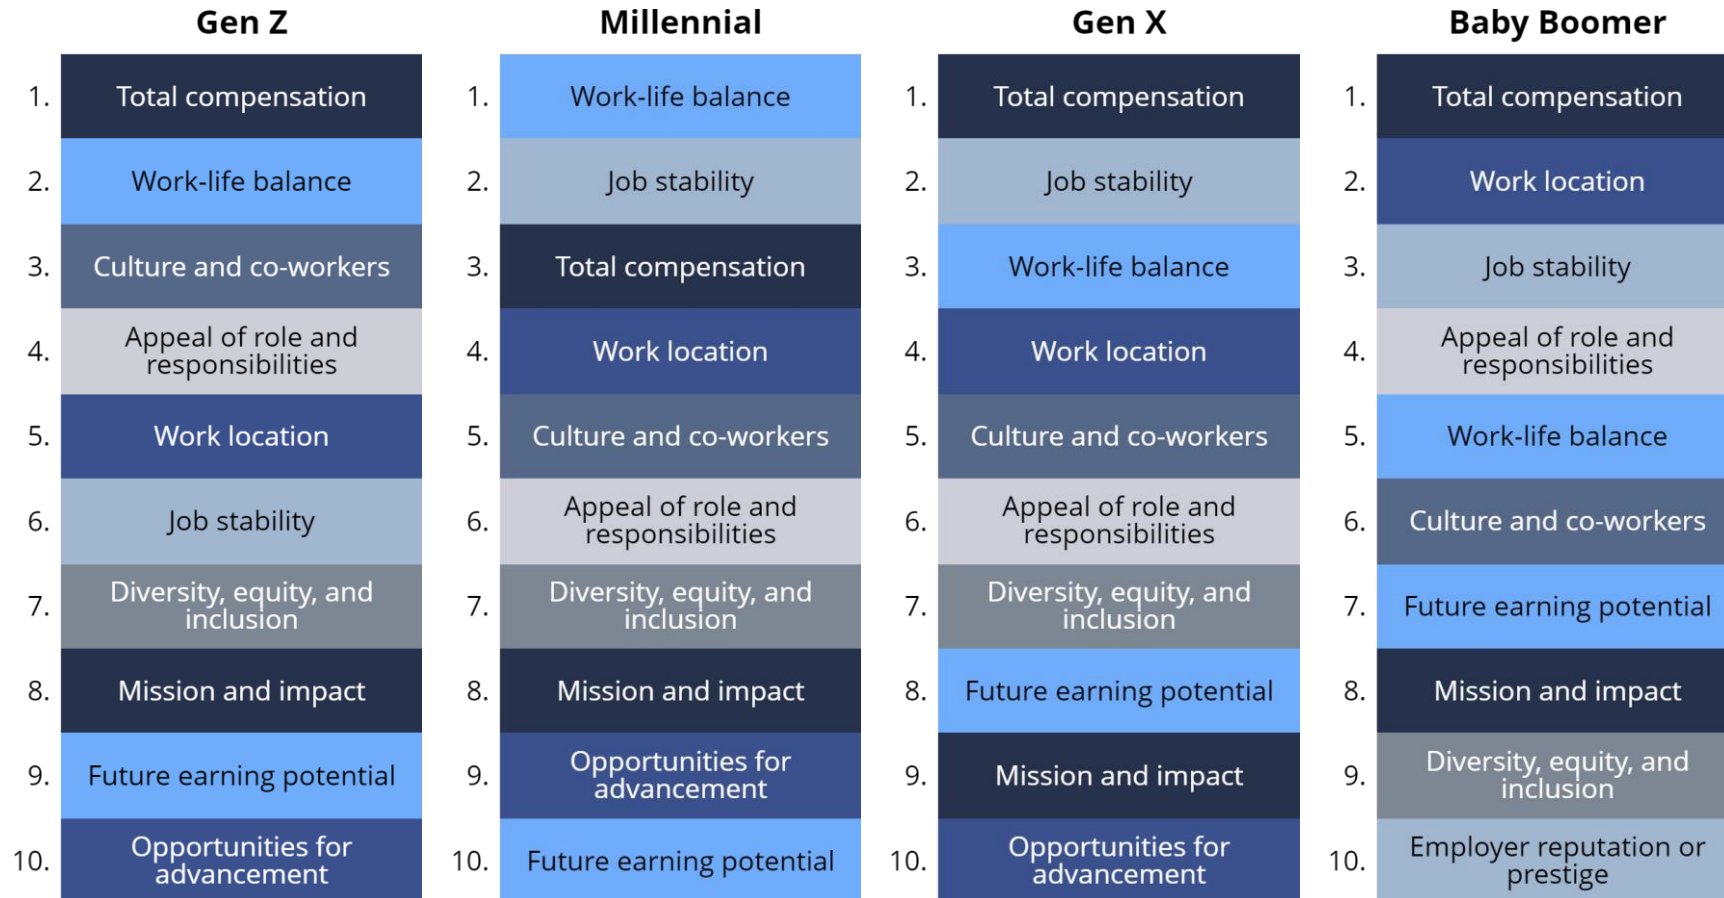 Gen Z
1. Total compensation
2. Work-life balance
3. Culture and co-workers
4. Appeal of role and
responsibilities
5. Work location
6. Job stability
7. Diversity, equity, and
inclusion
8. Mission and impact
9. Future earning potential
10. Opportunities for
advancement
Millennial
1. Work-life balance
2. Job stability
3. Total compensation
4. Work location
5. Culture and co-workers
6. Appeal of role and
responsibilities
7. Diversity, equity, and
inclusion
8. Mission and impact
9. Opportunities for
advancement
10. Future earning potential
Gen X
1. Total compensation
2. Job stability
3. Work-life balance
4. Work location
5. Culture and co-workers
6. Appeal of role and
responsibilities
7. Diversity, equity, and
inclusion
8. Future earning potential
9. Mission and impact
10. Opportunities for
advancement
Baby Boomer
1. Total compensation
2. Work location
3. Job stability
4. Appeal of role and
responsibilities
5. Work-life balance
6. Culture and co-workers
7. Future earning potential
8. Mission and impact
9. Diversity, equity, and
inclusion
10. Employer reputation or
prestige